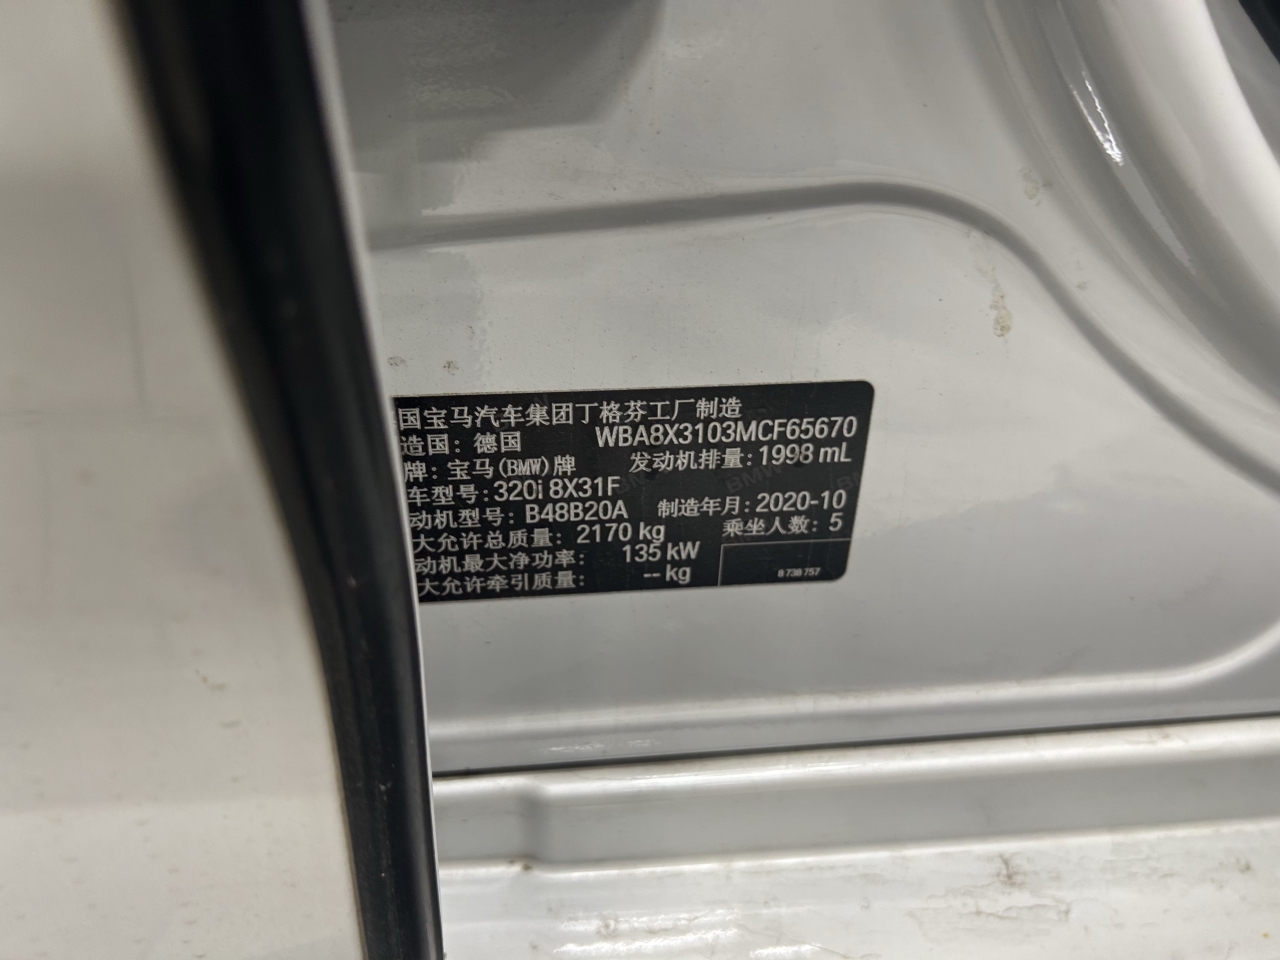 国宝马汽车集团丁格芬工厂制造
造国: 德国 WBA8X3103MCF65670
牌: 宝马(BMW)牌 发动机排量: 1998 mL
车型号: 320i 8X31F
动机型号: B48B20A 制造年月: 2020-10
大允许总质量: 2170 kg 乘坐人数: 5
动机最大净功率: 135 kW
大允许牵引质量: -- kg
8 738 757